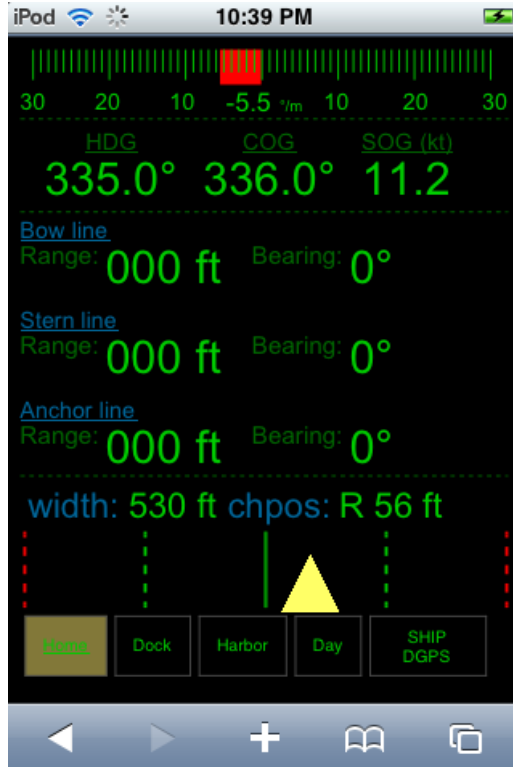 iPod 10:39 PM
30 20 10 -5.5 °/m 10 20 30
HDG COG SOG (kt)
335.0° 336.0° 11.2
Bow line
Range: 000 ft Bearing: 0°
Stern line
Range: 000 ft Bearing: 0°
Anchor line
Range: 000 ft Bearing: 0°
width: 530 ft chpos: R 56 ft
Home Dock Harbor Day SHIP
DGPS